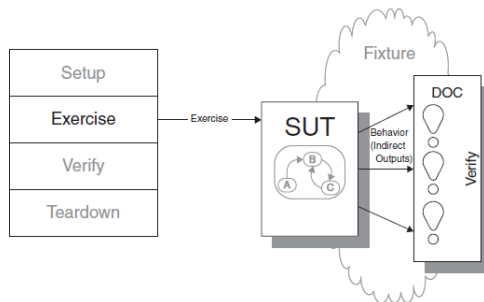 Setup
Exercise
Verify
Teardown
Exercise
SUT
A
B
C
Fixture
Behavior
(Indirect
Outputs)
DOC
Verify